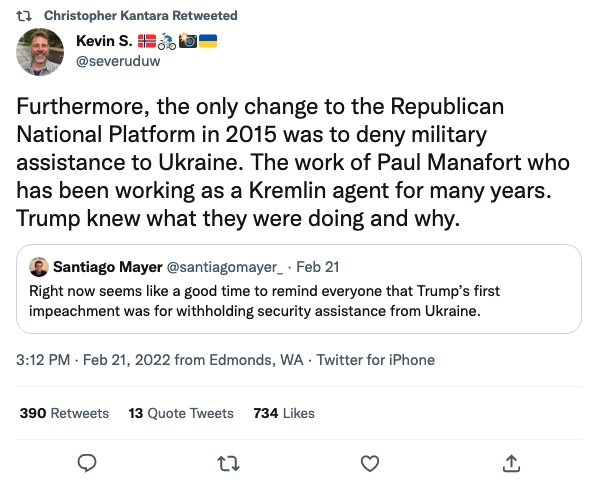 Christopher Kantara Retweeted
Kevin S. 🇳🇴🚴📸🇺🇦
@severuduw
Furthermore, the only change to the Republican
National Platform in 2015 was to deny military
assistance to Ukraine. The work of Paul Manafort who
has been working as a Kremlin agent for many years.
Trump knew what they were doing and why.
Santiago Mayer @santiagomayer_ · Feb 21
Right now seems like a good time to remind everyone that Trump's first
impeachment was for withholding security assistance from Ukraine.
3:12 PM · Feb 21, 2022 from Edmonds, WA · Twitter for iPhone
390 Retweets 13 Quote Tweets 734 Likes